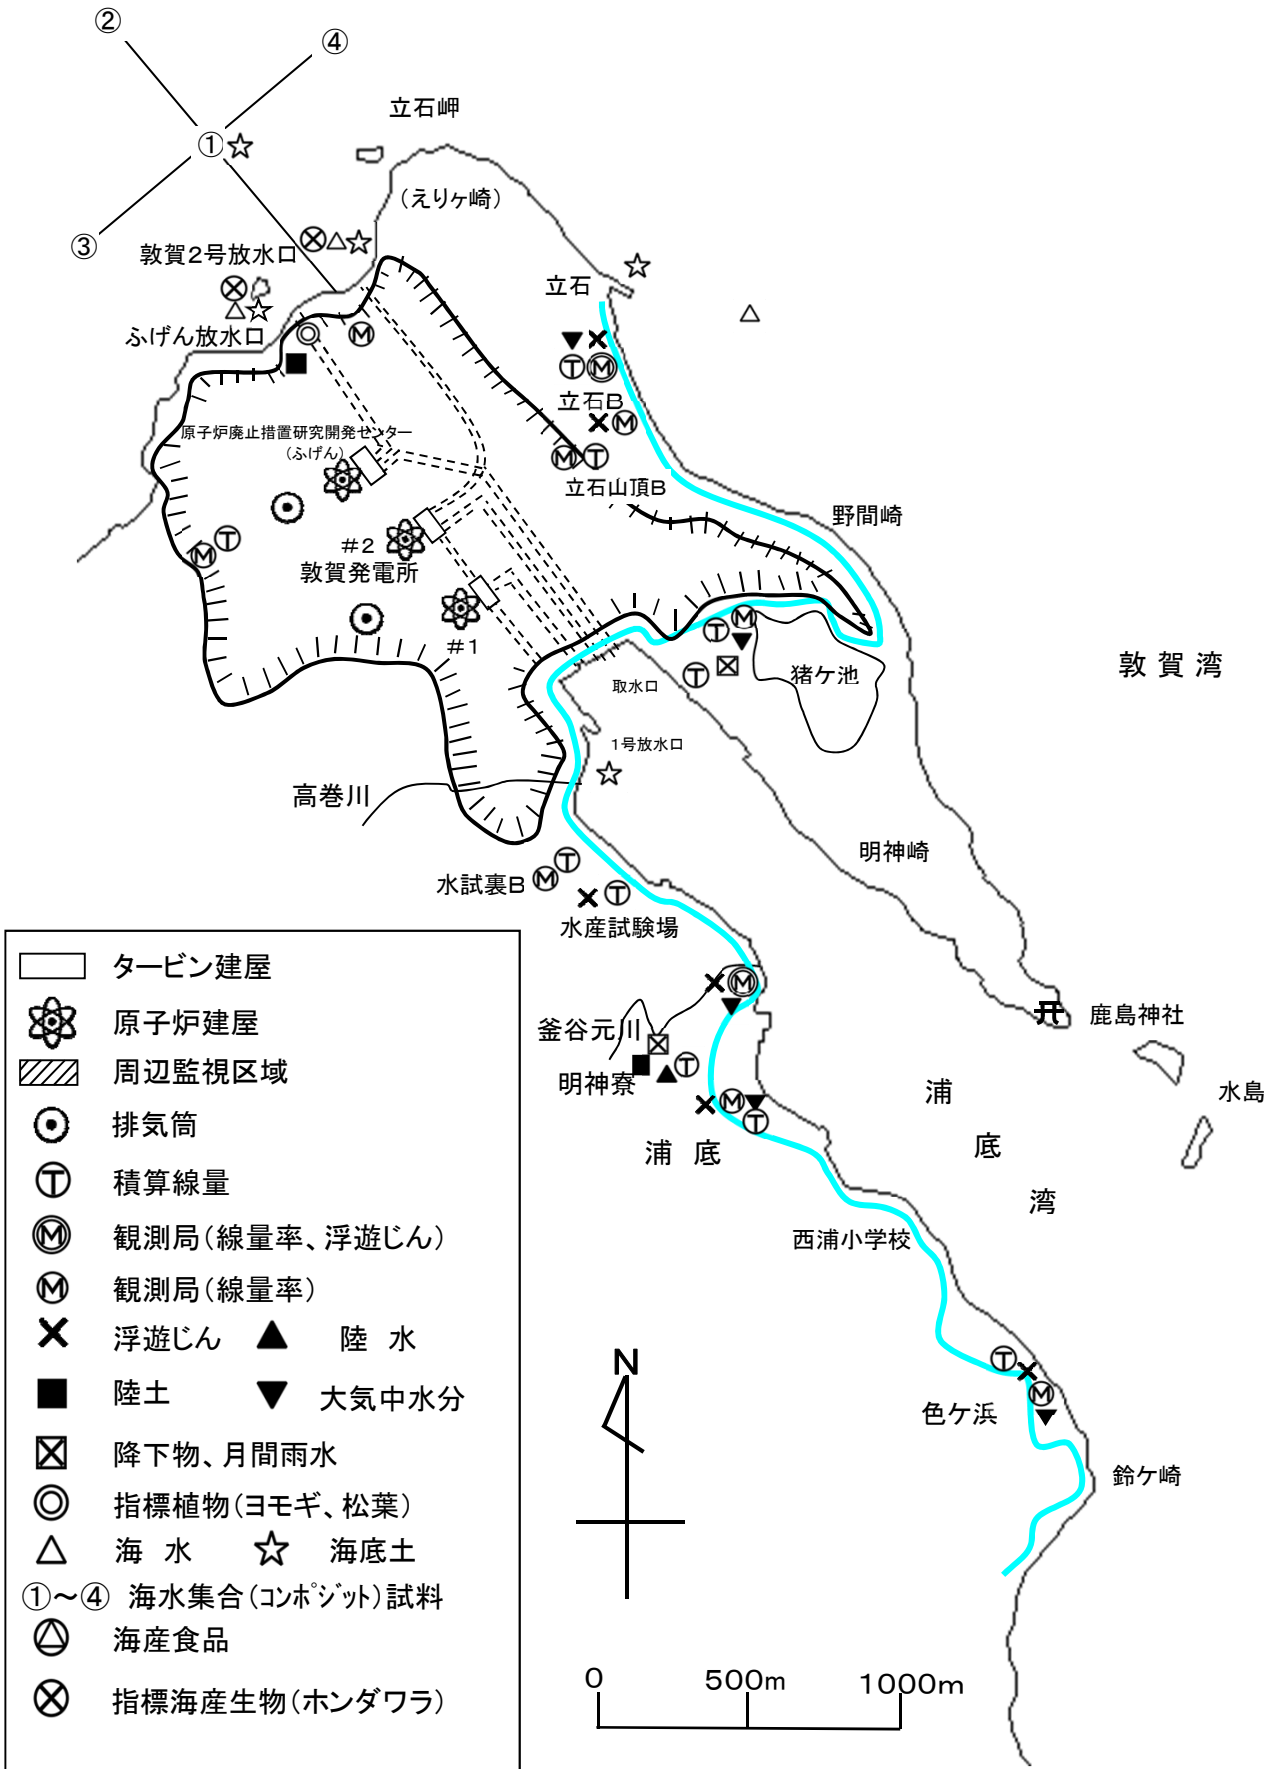 ②
④
立石岬
①
(えりヶ崎)
③
敦賀2号放水口
立石
ふげん放水口
M
T M
立石B
M
原子炉廃止措置研究開発センター
(ふげん)
M T
立石山頂B
野間崎
T
M
#2
敦賀発電所
#1
M
T
T
猪ケ池
敦賀湾
取水口
1号放水口
高巻川
明神崎
T
水試裏B
M
T
水産試験場
M
釜谷元川
鹿島神社
明神寮
T
M
T
浦底
水島
浦底湾
西浦小学校
T
M
色ケ浜
鈴ケ崎
N
0 500m 1000m
タービン建屋
原子炉建屋
周辺監視区域
排気筒
T 積算線量
M 観測局(線量率、浮遊じん)
M 観測局(線量率)
浮遊じん 陸 水
陸土 大気中水分
降下物、月間雨水
指標植物(ヨモギ、松葉)
海 水 海底土
①~④ 海水集合(コンポジット)試料
海産食品
指標海産生物(ホンダワラ)